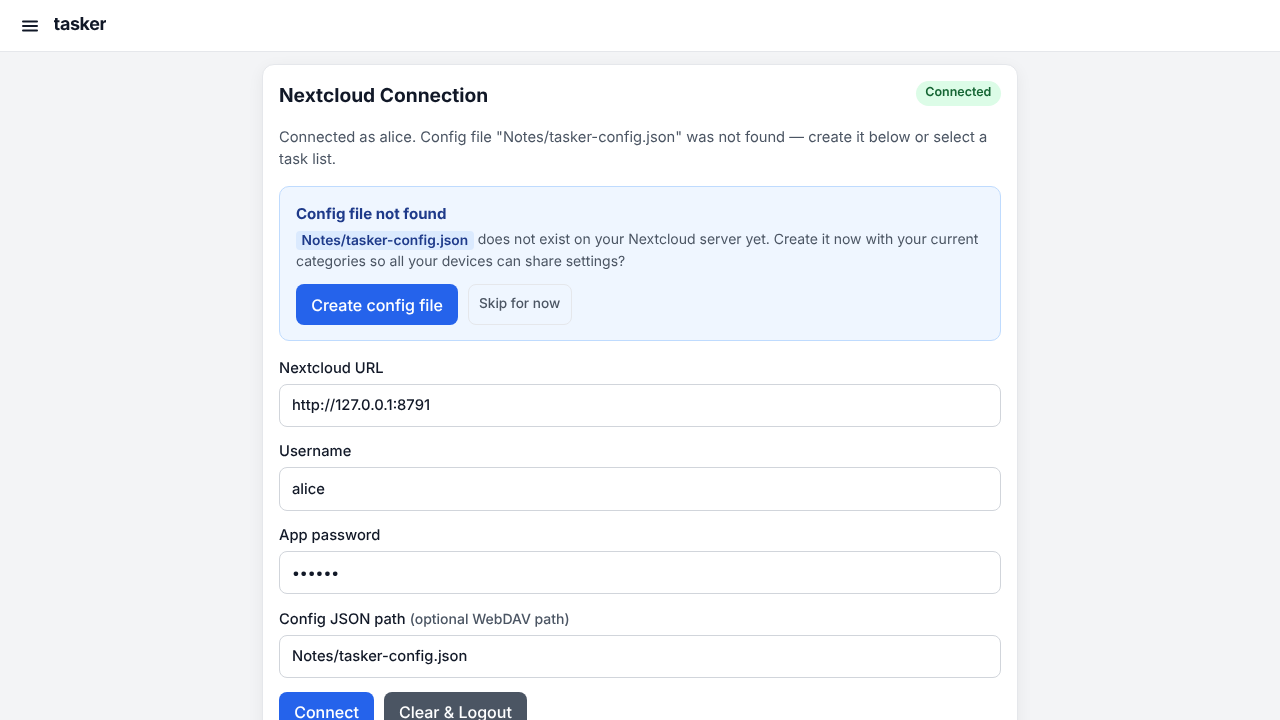 tasker
Nextcloud Connection
Connected
Connected as alice. Config file "Notes/tasker-config.json" was not found — create it below or select a
task list.
Config file not found
Notes/tasker-config.json does not exist on your Nextcloud server yet. Create it now with your current
categories so all your devices can share settings?
Create config file
Skip for now
Nextcloud URL
http://127.0.0.1:8791
Username
alice
App password
••••••
Config JSON path (optional WebDAV path)
Notes/tasker-config.json
Connect
Clear & Logout